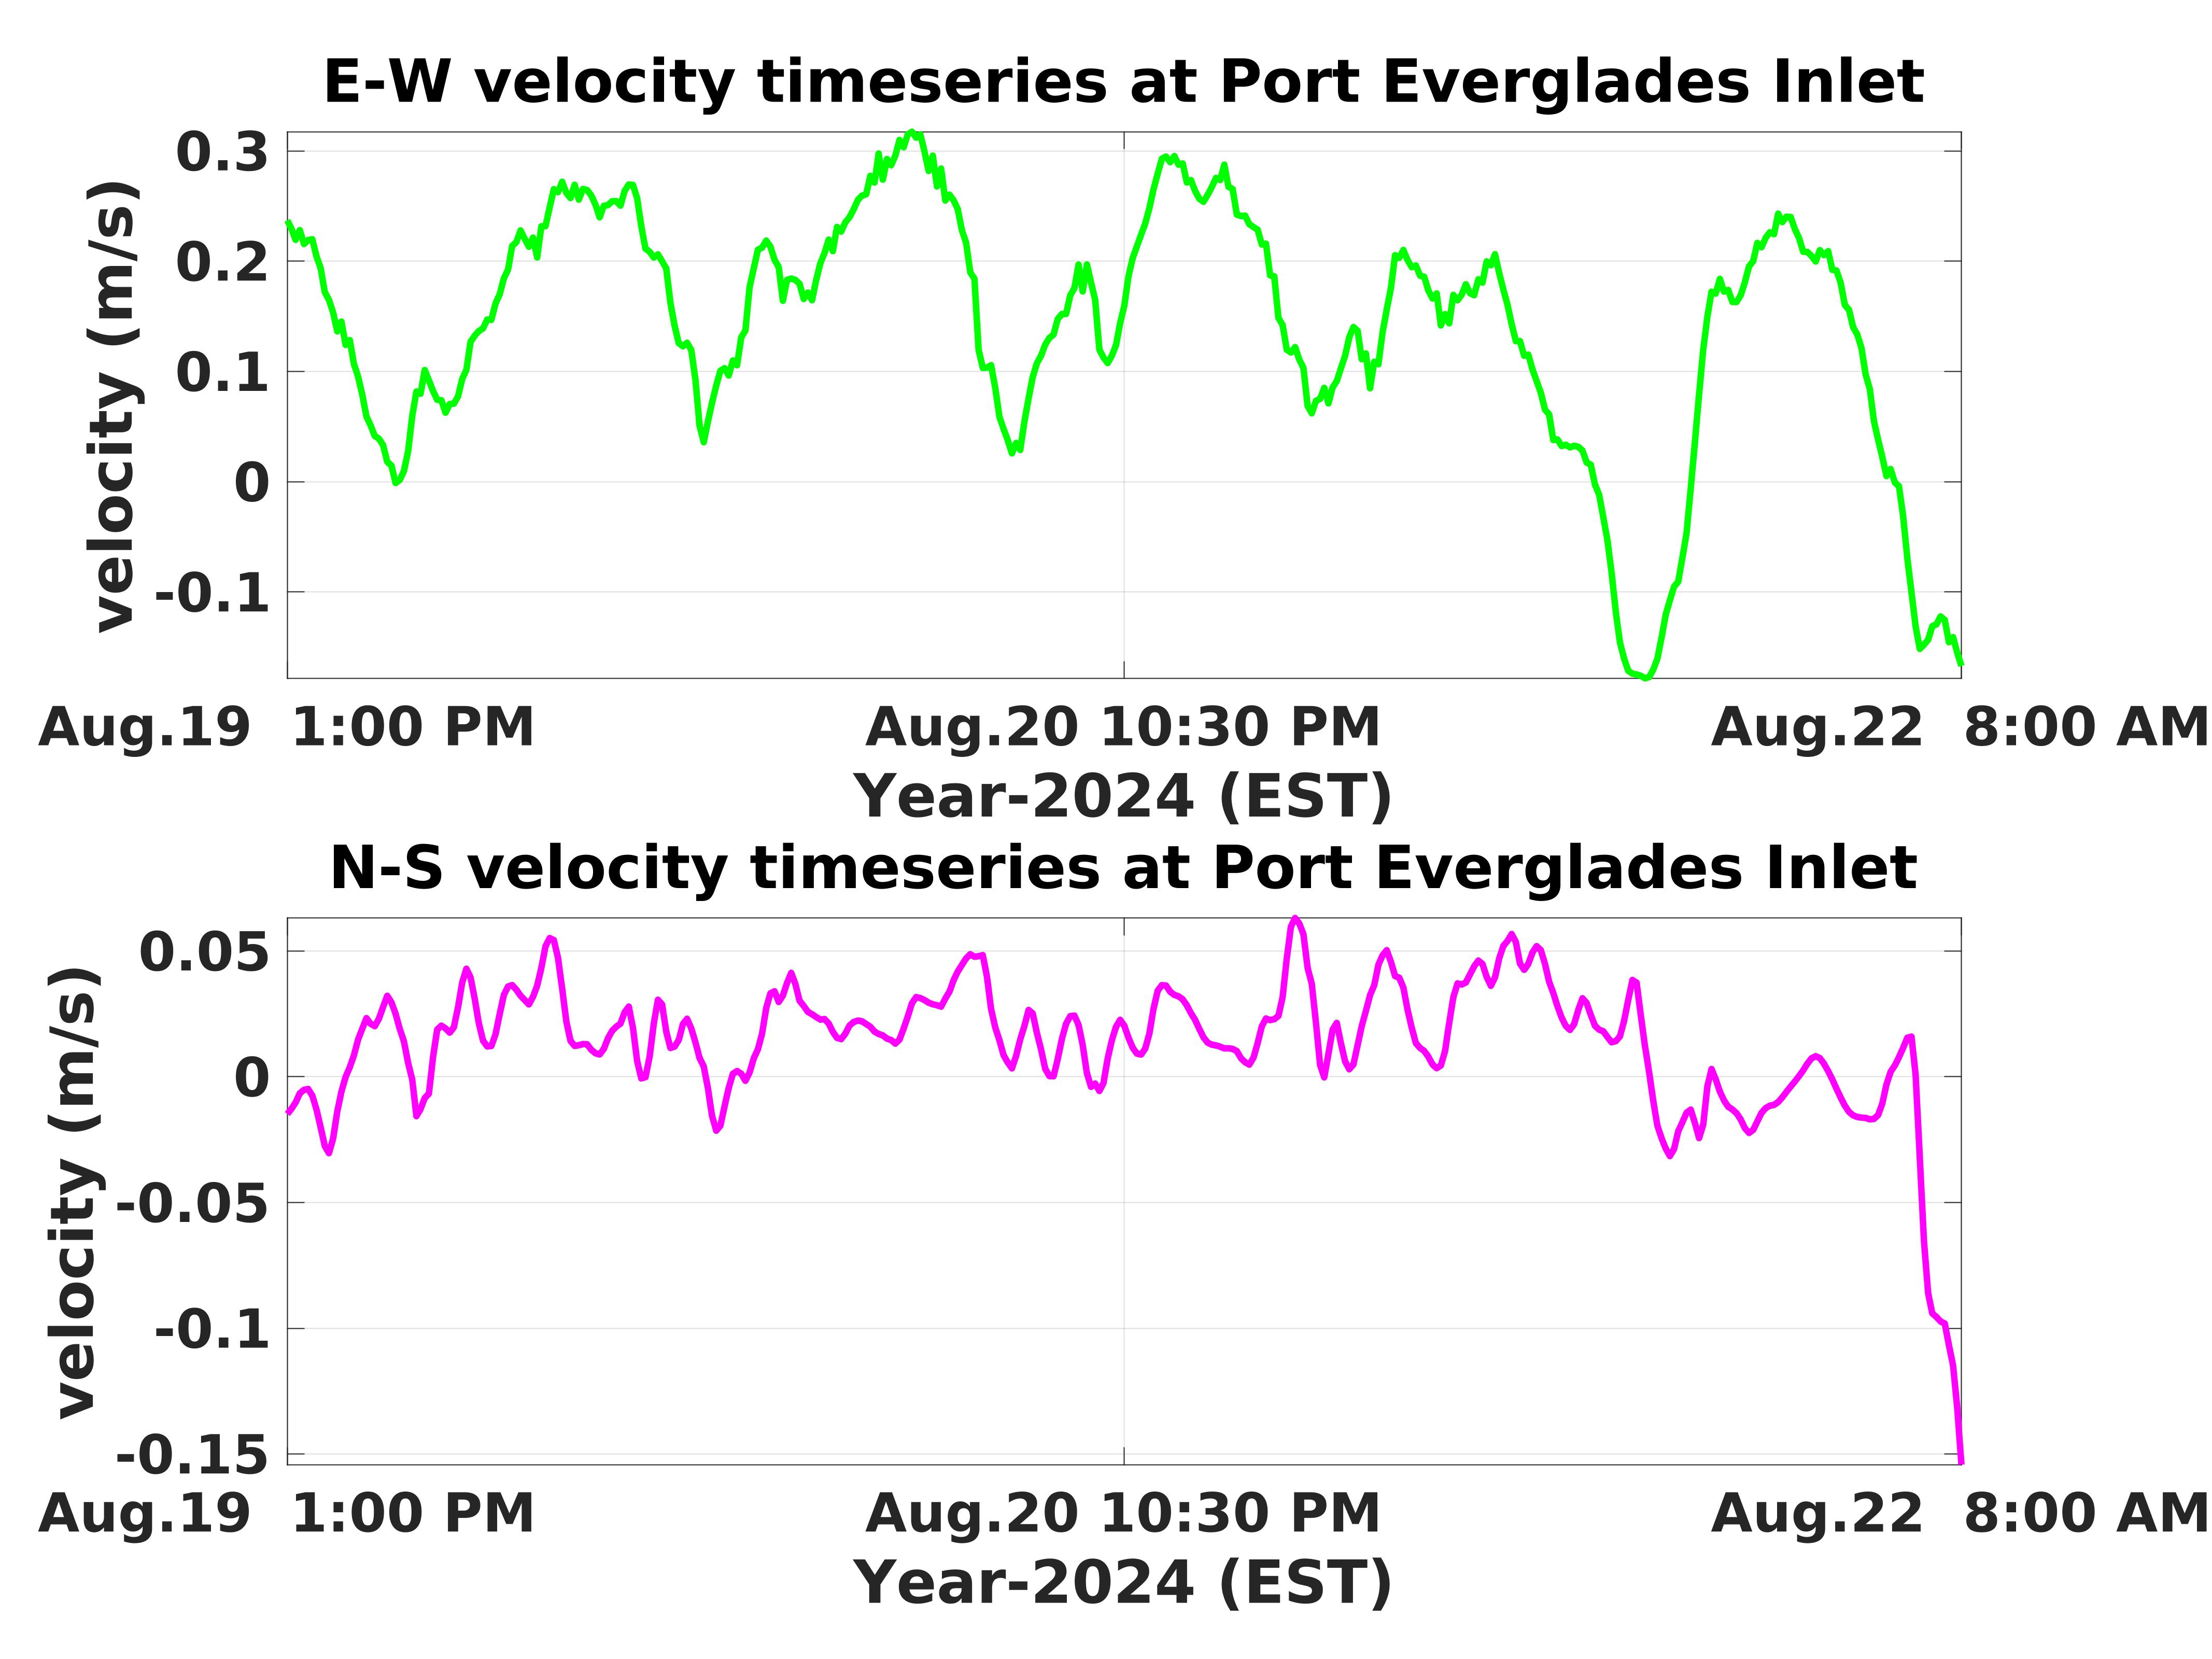 E-W velocity timeseries at Port Everglades Inlet
velocity (m/s)
0.3
0.2
0.1
0
-0.1
Aug.19  1:00 PM
Aug.20 10:30 PM
Aug.22  8:00 AM
Year-2024 (EST)
N-S velocity timeseries at Port Everglades Inlet
velocity (m/s)
0.05
0
-0.05
-0.1
-0.15
Aug.19  1:00 PM
Aug.20 10:30 PM
Aug.22  8:00 AM
Year-2024 (EST)